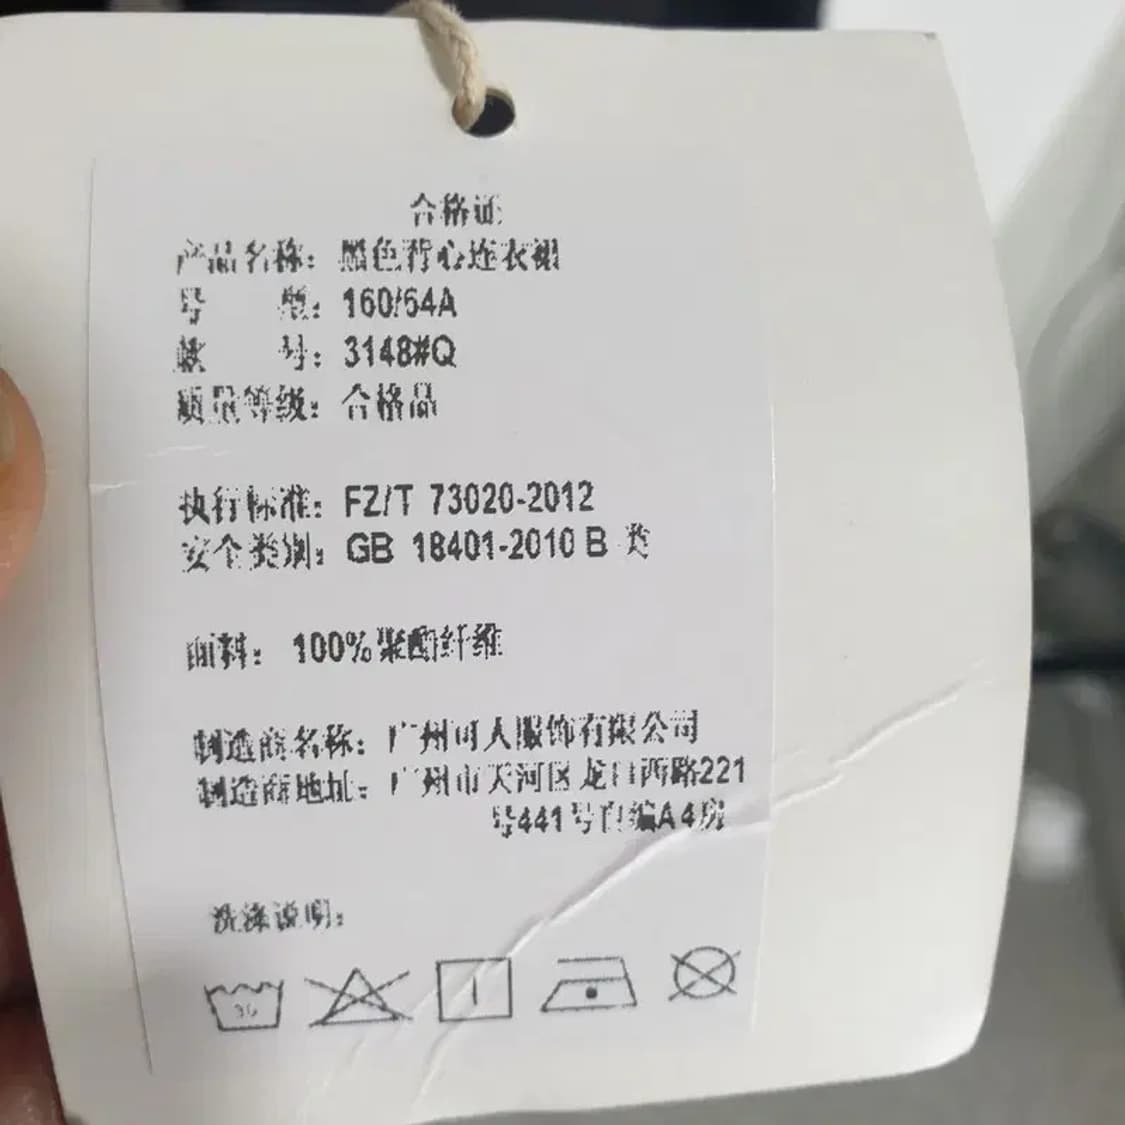 合格证
产品名称：黑色背心连衣裙
号 型：160/64A
款 号：3148#Q
质量等级：合格品
执行标准：FZ/T 73020-2012
安全类别：GB 18401-2010 B 类
面料：100%聚酯纤维
制造商名称：广州可人服饰有限公司
制造商地址：广州市天河区龙口西路221
号441号自编A4房
洗涤说明：
30